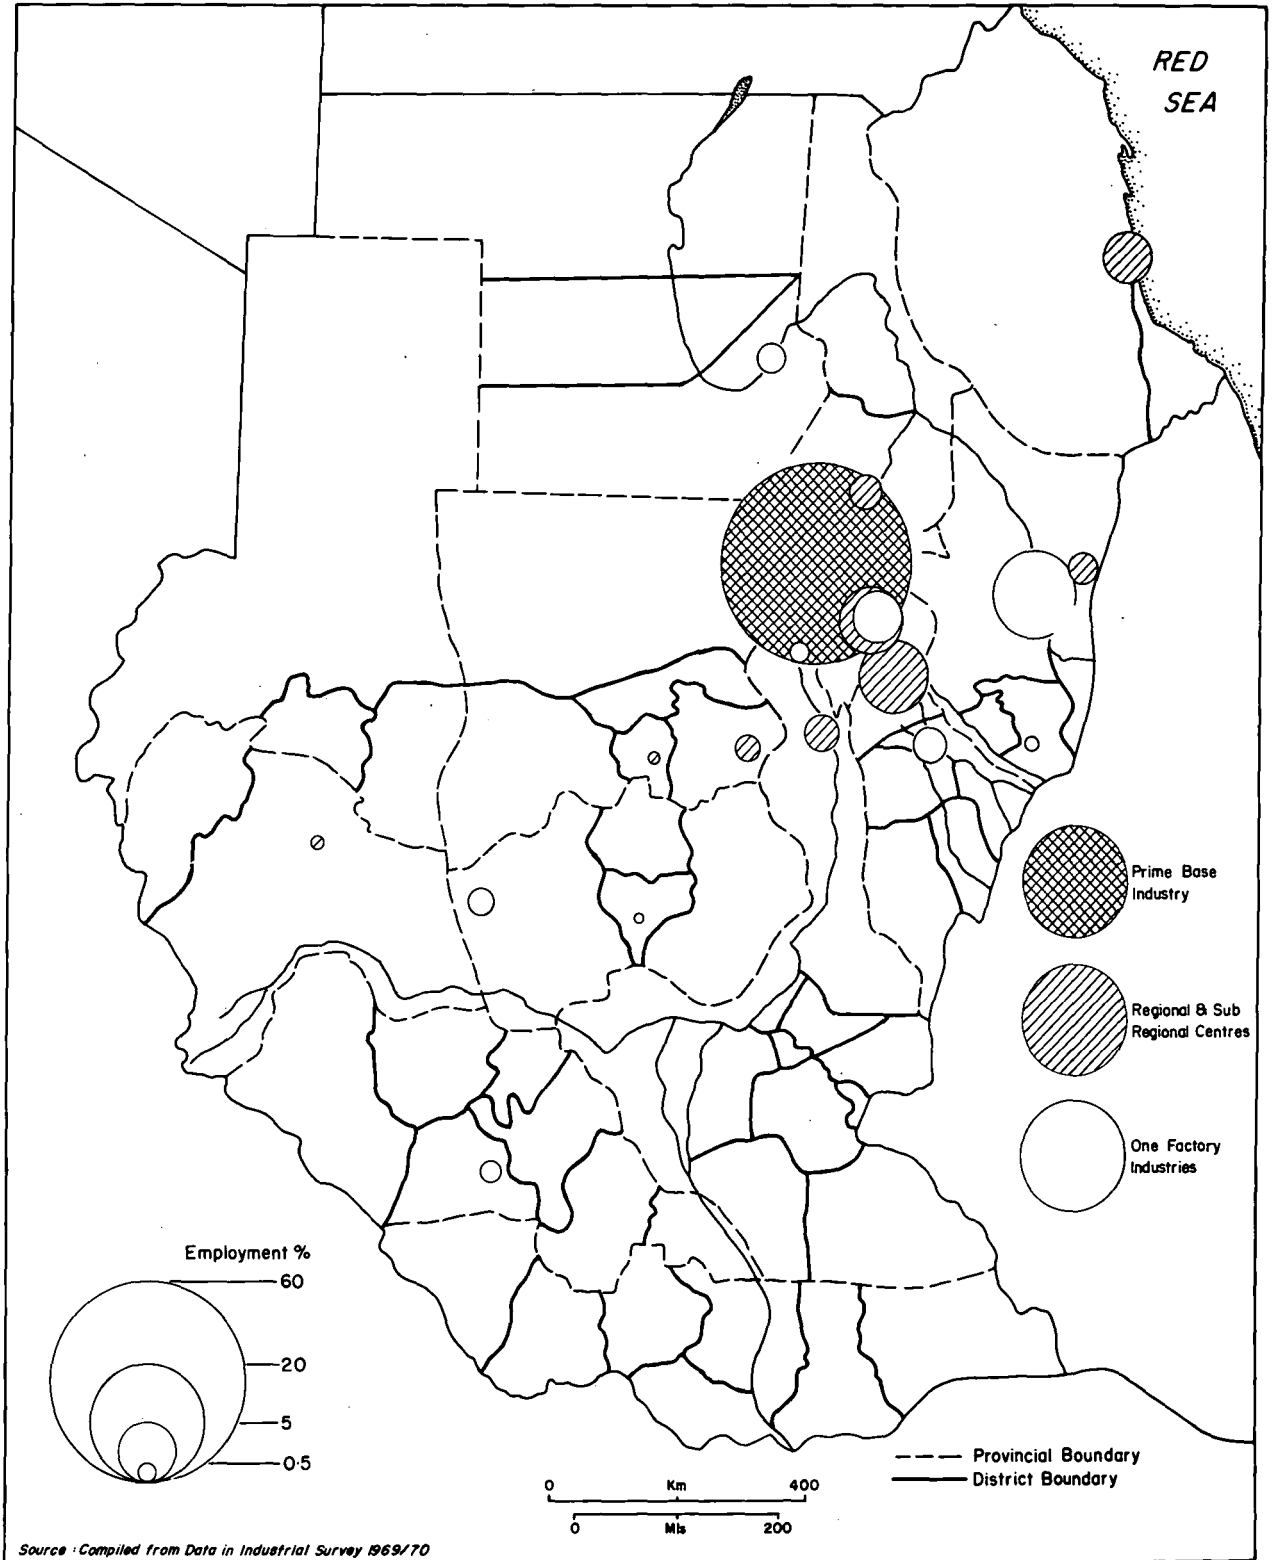 RED
SEA
Prime Base
Industry
Regional & Sub
Regional Centres
One Factory
Industries
Employment %
60
20
5
0·5
Provincial Boundary
District Boundary
0 Km 400
0 Mls 200
Source : Compiled from Data in Industrial Survey 1969/70